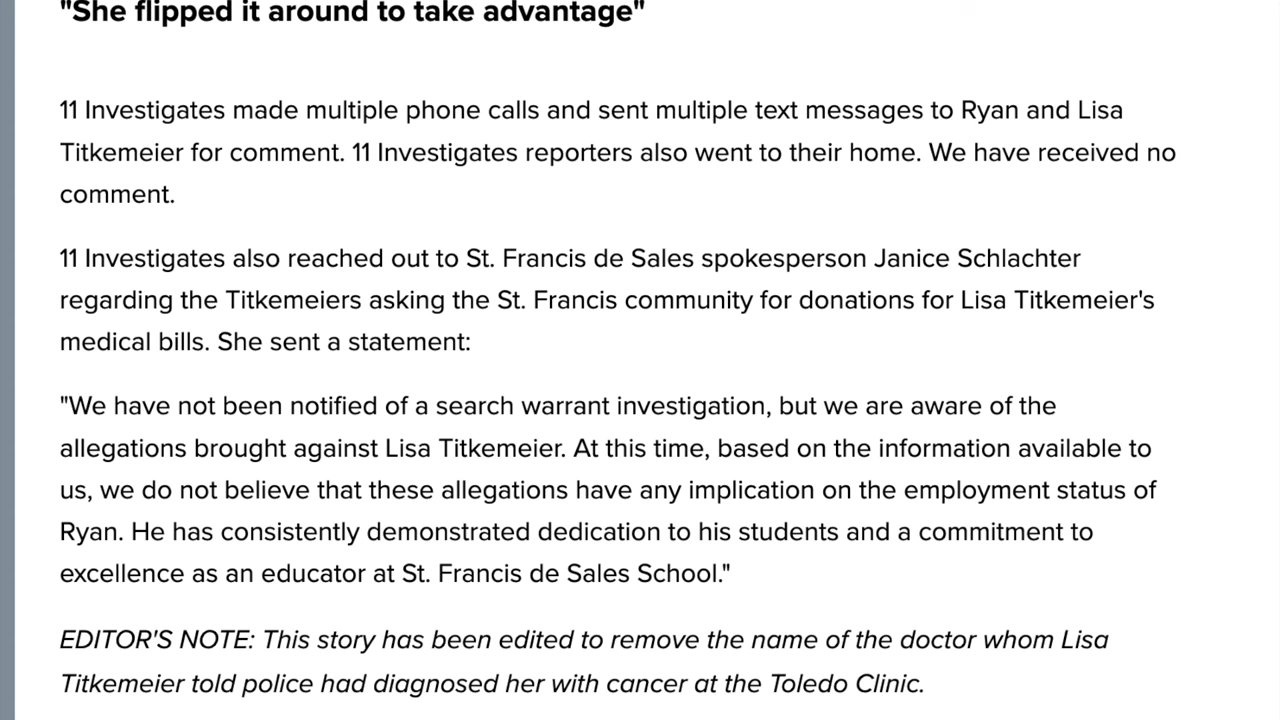 "She flipped it around to take advantage"
11 Investigates made multiple phone calls and sent multiple text messages to Ryan and Lisa
Titkemeier for comment. 11 Investigates reporters also went to their home. We have received no
comment.
11 Investigates also reached out to St. Francis de Sales spokesperson Janice Schlachter
regarding the Titkemeiers asking the St. Francis community for donations for Lisa Titkemeier's
medical bills. She sent a statement:
"We have not been notified of a search warrant investigation, but we are aware of the
allegations brought against Lisa Titkemeier. At this time, based on the information available to
us, we do not believe that these allegations have any implication on the employment status of
Ryan. He has consistently demonstrated dedication to his students and a commitment to
excellence as an educator at St. Francis de Sales School."
EDITOR'S NOTE: This story has been edited to remove the name of the doctor whom Lisa
Titkemeier told police had diagnosed her with cancer at the Toledo Clinic.